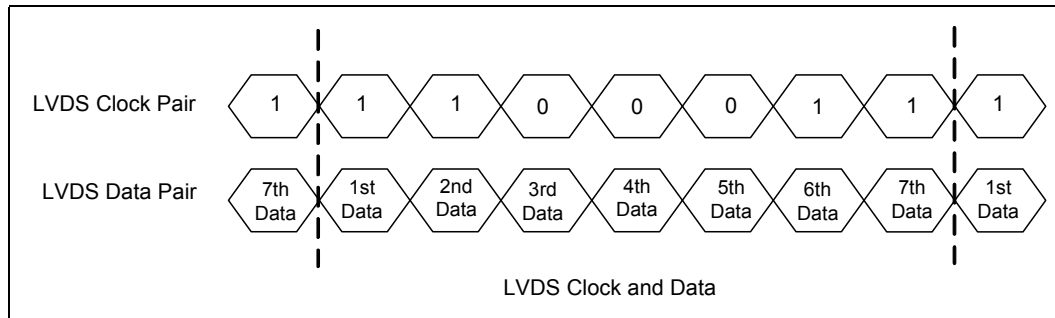 LVDS Clock Pair 1 1 1 0 0 0 1 1 1
LVDS Data Pair
7th Data
1st Data
2nd Data
3rd Data
4th Data
5th Data
6th Data
7th Data
1st Data
LVDS Clock and Data